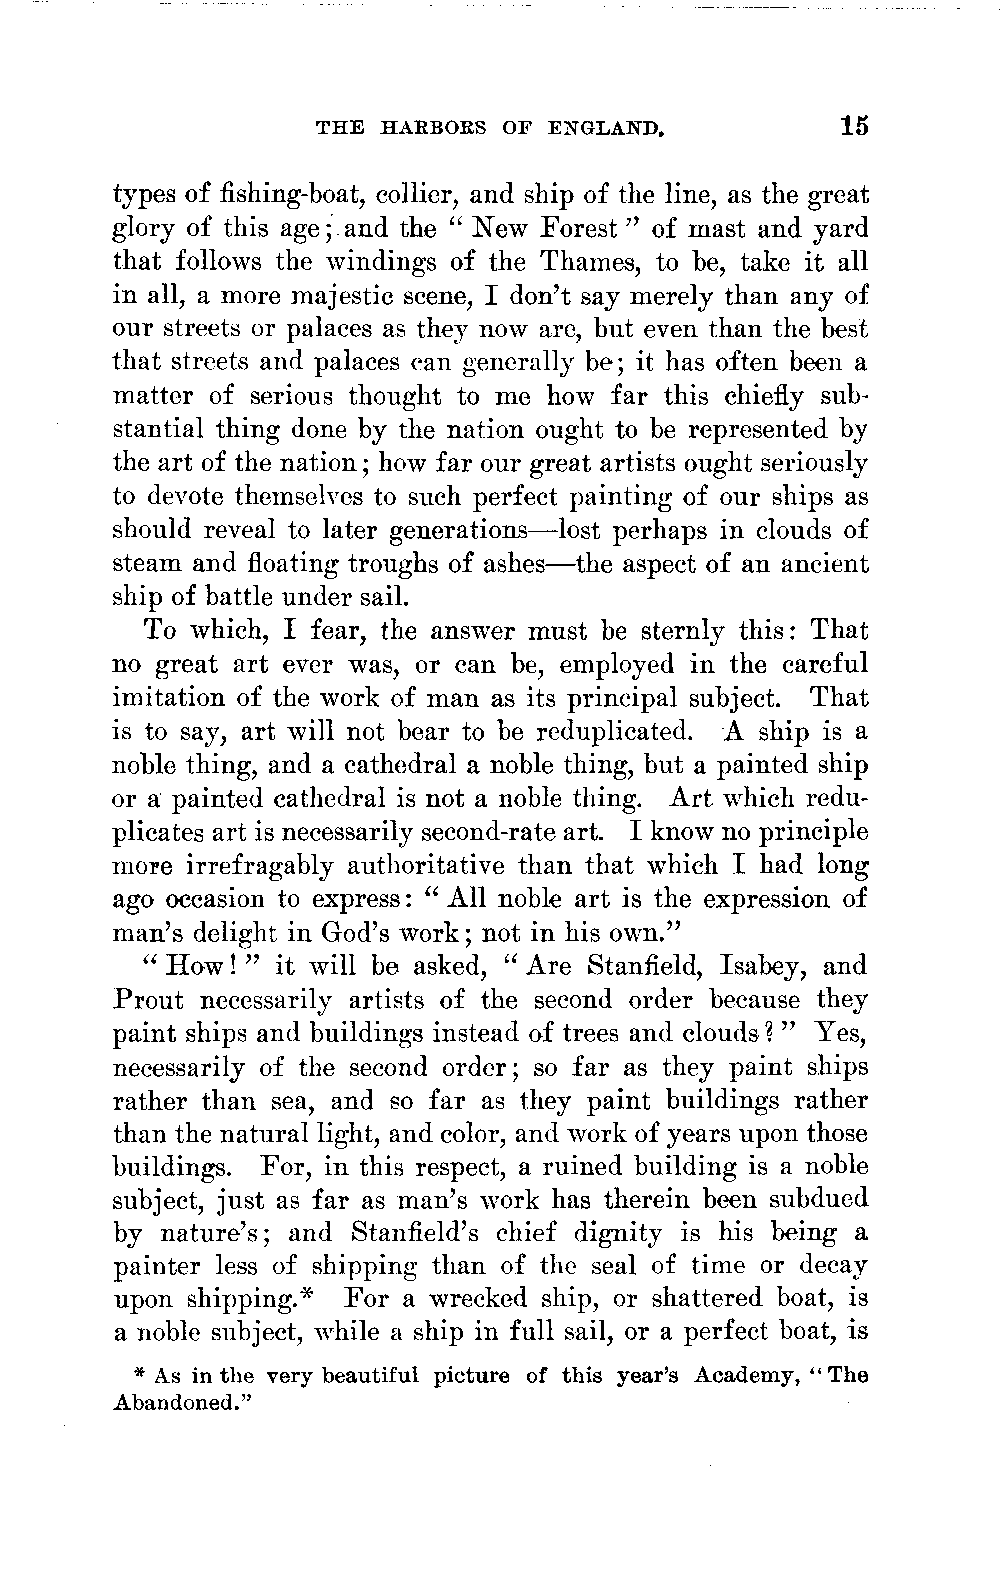 THE HARBORS OF ENGLAND. 15
types of fishing-boat, collier, and ship of the line, as the great
glory of this age; and the “ New Forest ” of mast and yard
that follows the windings of the Thames, to be, take it all
in all, a more majestic scene, I don’t say merely than any of
our streets or palaces as they now are, but even than the best
that streets and palaces can generally be; it has often been a
matter of serious thought to me how far this chiefly sub-
stantial thing done by the nation ought to be represented by
the art of the nation; how far our great artists ought seriously
to devote themselves to such perfect painting of our ships as
should reveal to later generations—lost perhaps in clouds of
steam and floating troughs of ashes—the aspect of an ancient
ship of battle under sail.
To which, I fear, the answer must be sternly this: That
no great art ever was, or can be, employed in the careful
imitation of the work of man as its principal subject. That
is to say, art will not bear to be reduplicated. A ship is a
noble thing, and a cathedral a noble thing, but a painted ship
or a painted cathedral is not a noble thing. Art which redu-
plicates art is necessarily second-rate art. I know no principle
more irrefragably authoritative than that which I had long
ago occasion to express: “ All noble art is the expression of
man’s delight in God’s work; not in his own.”
“ How! ” it will be asked, “ Are Stanfield, Isabey, and
Prout necessarily artists of the second order because they
paint ships and buildings instead of trees and clouds? ” Yes,
necessarily of the second order; so far as they paint ships
rather than sea, and so far as they paint buildings rather
than the natural light, and color, and work of years upon those
buildings. For, in this respect, a ruined building is a noble
subject, just as far as man’s work has therein been subdued
by nature’s; and Stanfield’s chief dignity is his being a
painter less of shipping than of the seal of time or decay
upon shipping.* For a wrecked ship, or shattered boat, is
a noble subject, while a ship in full sail, or a perfect boat, is
* As in the very beautiful picture of this year’s Academy, “ The
Abandoned.”